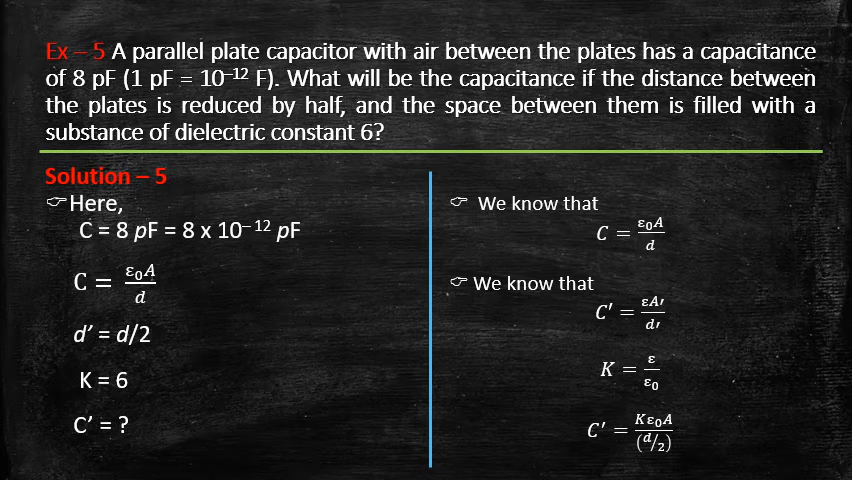 Ex – 5 A parallel plate capacitor with air between the plates has a capacitance
of 8 pF (1 pF = 10⁻¹² F). What will be the capacitance if the distance between
the plates is reduced by half, and the space between them is filled with a
substance of dielectric constant 6?
Solution – 5
☞Here,
C = 8 pF = 8 x 10⁻¹² pF
C = ε₀A/d
d’ = d/2
K = 6
C’ = ?
☞ We know that
C = ε₀A/d
☞ We know that
C′ = εA′/d′
K = ε/ε₀
C′ = Kε₀A/(d/2)